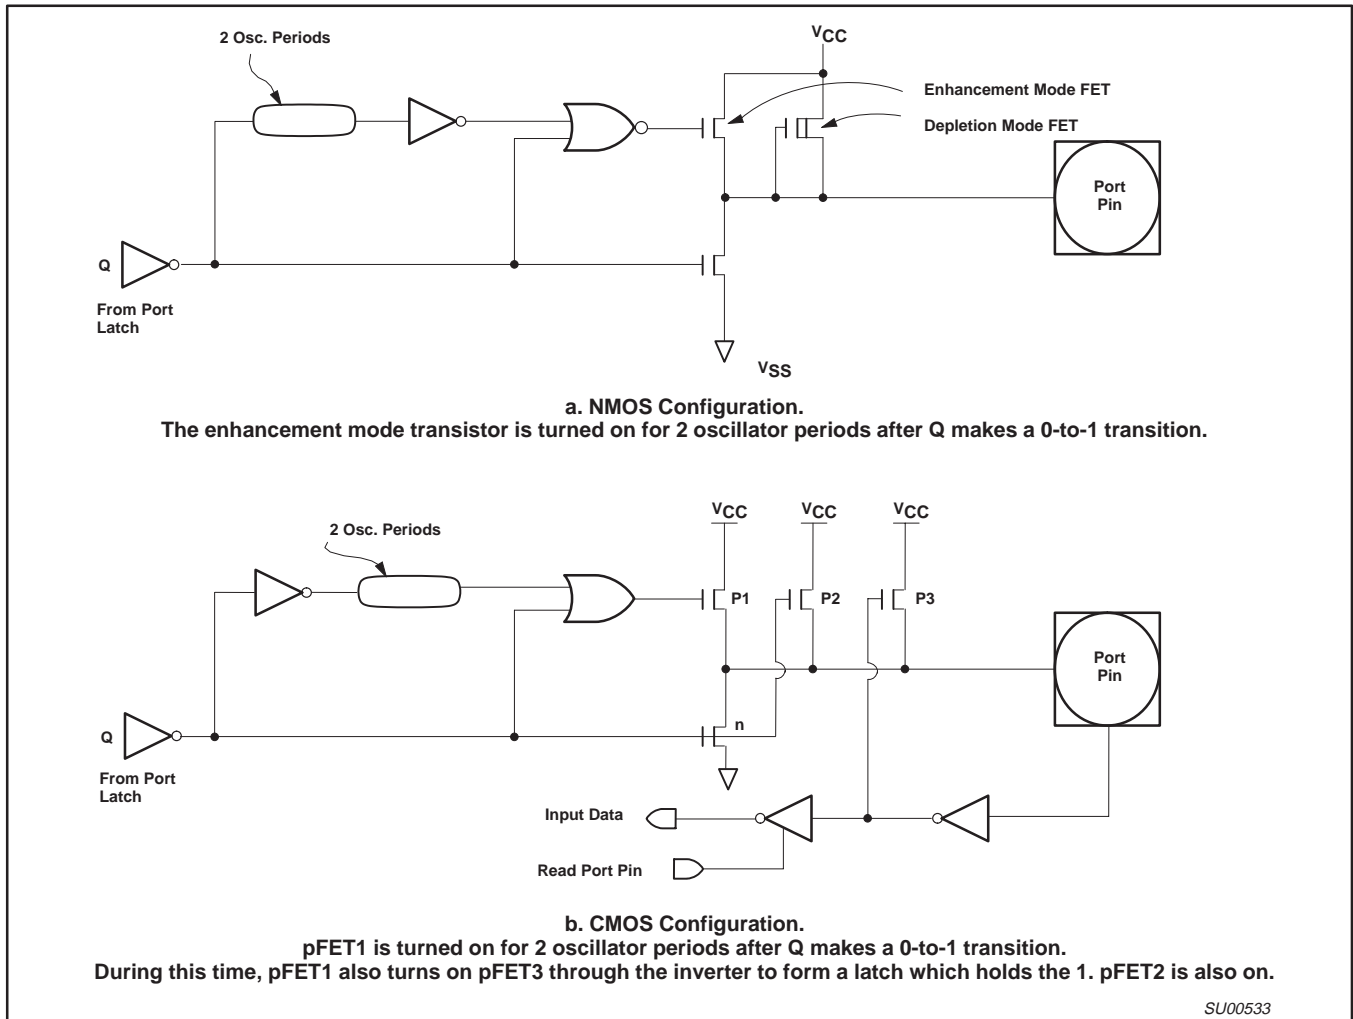 2 Osc. Periods
VCC
Enhancement Mode FET
Depletion Mode FET
Port
Pin
Q
From Port
Latch
VSS
a. NMOS Configuration.
The enhancement mode transistor is turned on for 2 oscillator periods after Q makes a 0-to-1 transition.
VCC
VCC
VCC
2 Osc. Periods
P1
P2
P3
Port
Pin
n
Q
From Port
Latch
Input Data
Read Port Pin
b. CMOS Configuration.
pFET1 is turned on for 2 oscillator periods after Q makes a 0-to-1 transition.
During this time, pFET1 also turns on pFET3 through the inverter to form a latch which holds the 1. pFET2 is also on.
SU00533